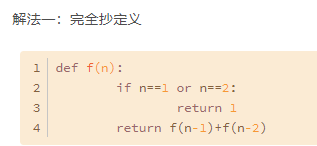 解法一：完全抄定义
1 def f(n):
2         if n==1 or n==2:
3                 return 1
4         return f(n-1)+f(n-2)